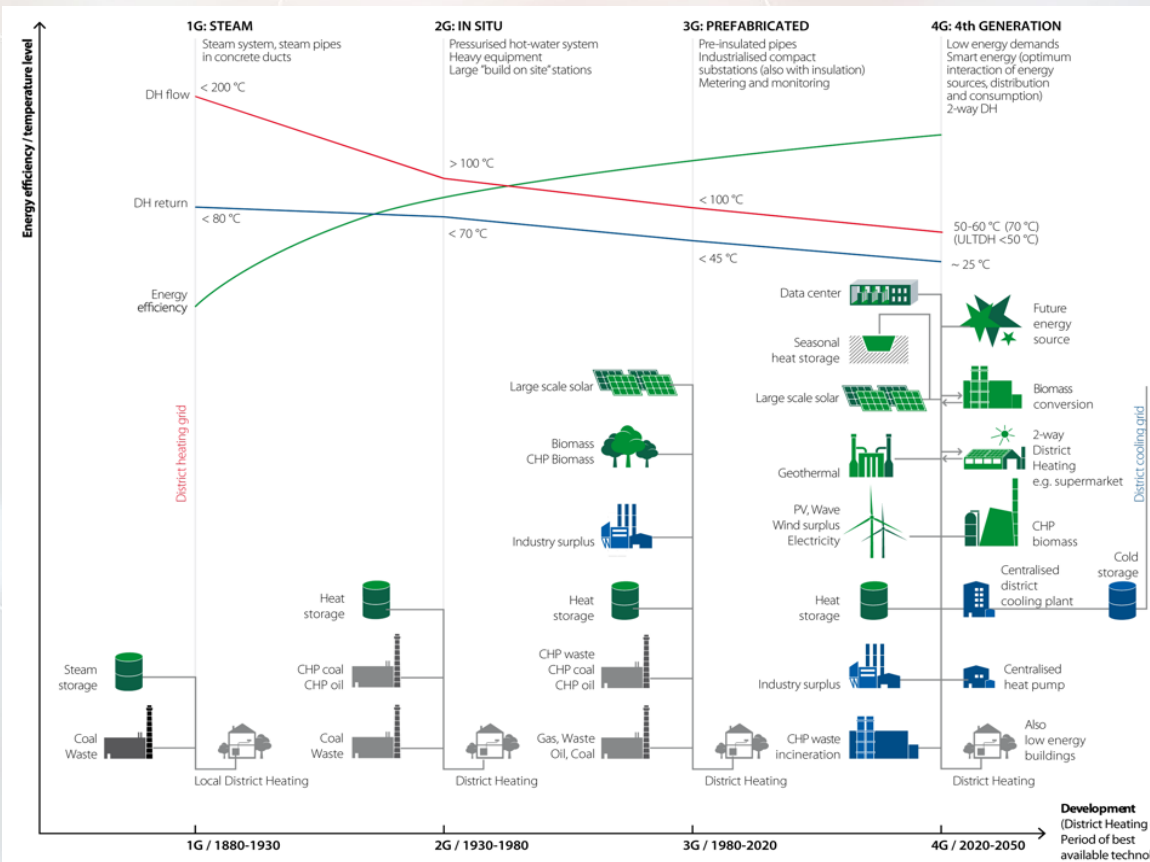 1G: STEAM
Steam system, steam pipes
in concrete ducts
2G: IN SITU
Pressurised hot-water system
Heavy equipment
Large "build on site" stations
3G: PREFABRICATED
Pre-insulated pipes
Industrialised compact
substations (also with insulation)
Metering and monitoring
4G: 4th GENERATION
Low energy demands
Smart energy (optimum
interaction of energy
sources, distribution
and consumption)
2-way DH
Energy efficiency / temperature level
DH flow
< 200 °C
> 100 °C
< 100 °C
50-60 °C (70 °C)
(ULTDH <50 °C)
DH return
< 80 °C
< 70 °C
< 45 °C
~ 25 °C
Energy
efficiency
District heating grid
Steam
storage
Coal
Waste
Local District Heating
Heat
storage
CHP coal
CHP oil
Coal
Waste
District Heating
Large scale solar
Biomass
CHP Biomass
Industry surplus
Heat
storage
CHP waste
CHP coal
CHP oil
Gas, Waste
Oil, Coal
District Heating
Data center
Seasonal
heat storage
Large scale solar
Geothermal
PV, Wave
Wind surplus
Electricity
Heat
storage
Industry surplus
CHP waste
incineration
Future
energy
source
Biomass
conversion
2-way
District
Heating
e.g. supermarket
CHP
biomass
Centralised
district
cooling plant
Cold
storage
District cooling grid
Centralised
heat pump
Also
low energy
buildings
District Heating
1G / 1880-1930
2G / 1930-1980
3G / 1980-2020
4G / 2020-2050
Development
(District Heating
Period of best
available technol